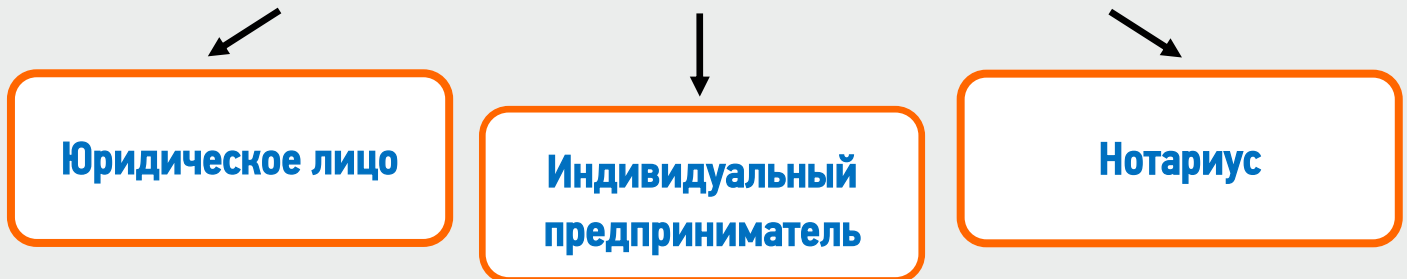 Юридическое лицо
Индивидуальный
предприниматель
Нотариус